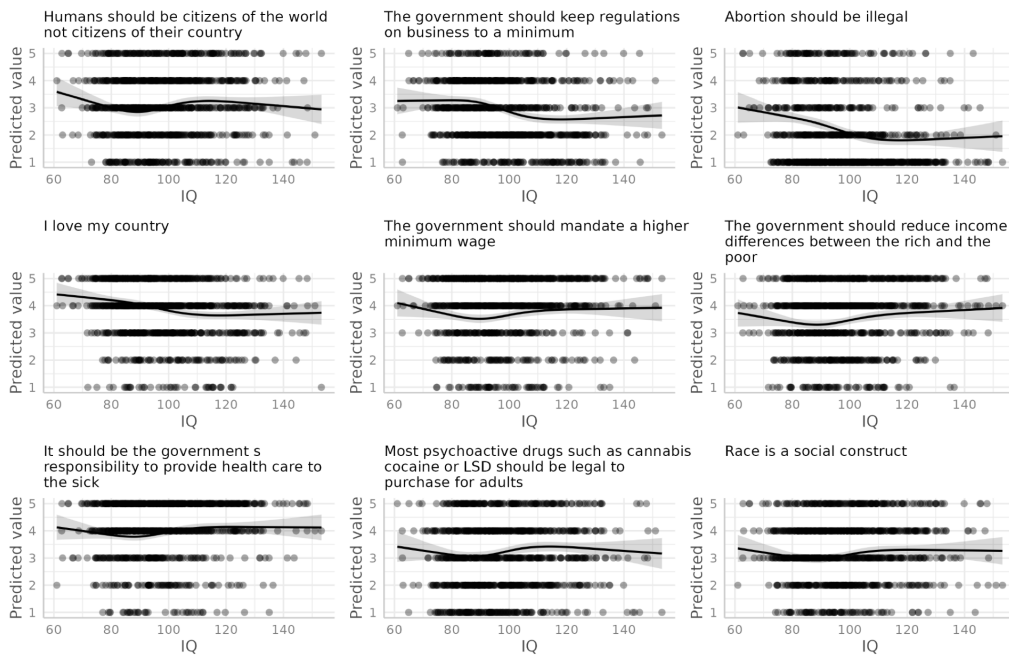 Humans should be citizens of the world
not citizens of their country
Predicted value
5
4
3
2
1
60 80 100 120 140
IQ
The government should keep regulations
on business to a minimum
Predicted value
5
4
3
2
1
60 80 100 120 140
IQ
Abortion should be illegal
Predicted value
5
4
3
2
1
60 80 100 120 140
IQ
I love my country
Predicted value
5
4
3
2
1
60 80 100 120 140
IQ
The government should mandate a higher
minimum wage
Predicted value
5
4
3
2
1
60 80 100 120 140
IQ
The government should reduce income
differences between the rich and the
poor
Predicted value
5
4
3
2
1
60 80 100 120 140
IQ
It should be the government s
responsibility to provide health care to
the sick
Predicted value
5
4
3
2
1
60 80 100 120 140
IQ
Most psychoactive drugs such as cannabis
cocaine or LSD should be legal to
purchase for adults
Predicted value
5
4
3
2
1
60 80 100 120 140
IQ
Race is a social construct
Predicted value
5
4
3
2
1
60 80 100 120 140
IQ